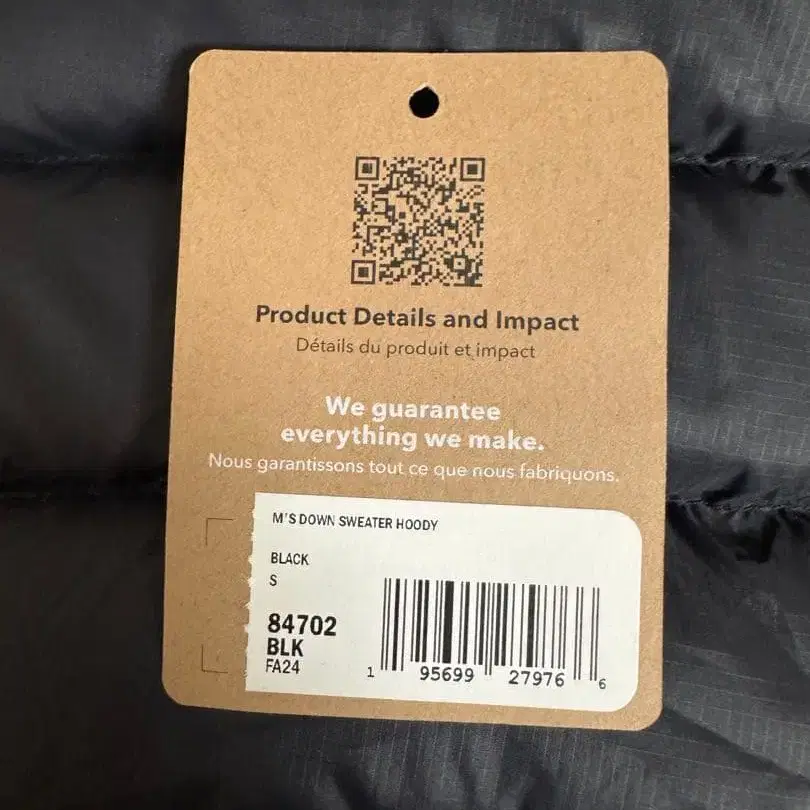 Product Details and Impact
Détails du produit et impact
We guarantee
everything we make.
Nous garantissons tout ce que nous fabriquons.
M'S DOWN SWEATER HOODY
BLACK
S
84702
BLK
FA24
1 95699 27976 6